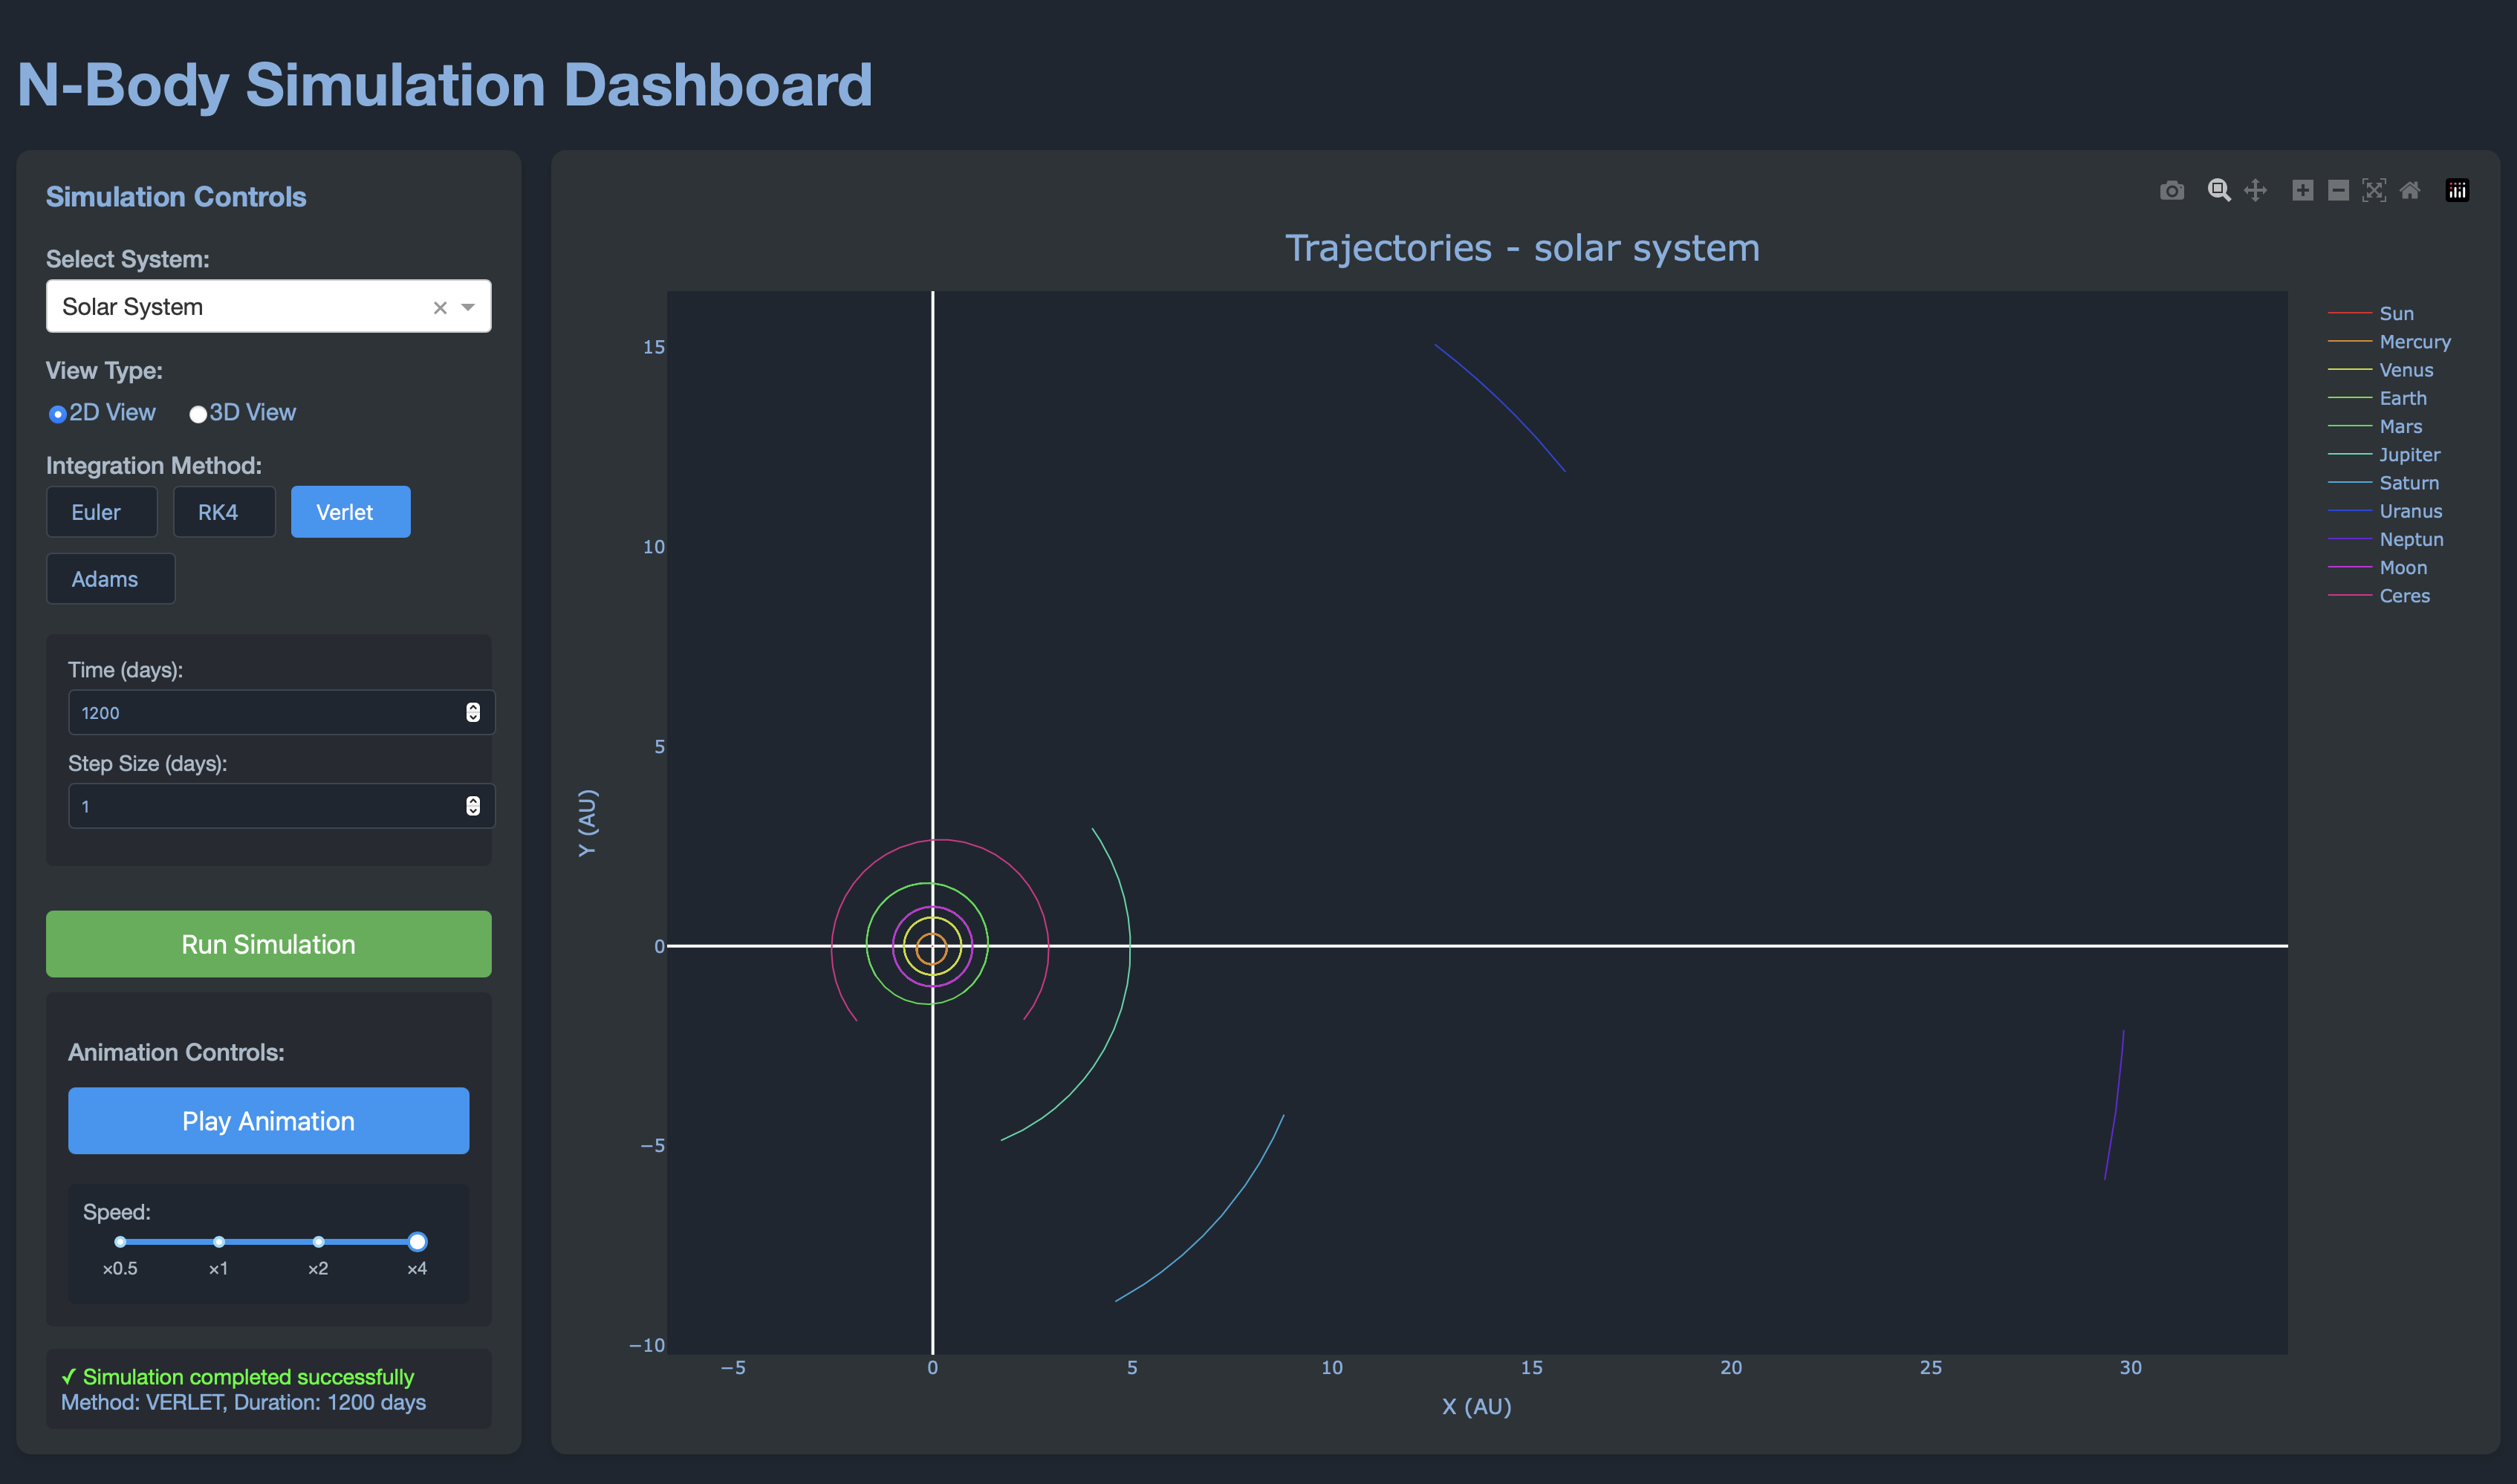 N-Body Simulation Dashboard
Simulation Controls
Select System:
Solar System
View Type:
2D View 3D View
Integration Method:
Euler RK4 Verlet
Adams
Time (days):
1200
Step Size (days):
1
Run Simulation
Animation Controls:
Play Animation
Speed:
×0.5 ×1 ×2 ×4
✓ Simulation completed successfully
Method: VERLET, Duration: 1200 days
Trajectories - solar system
15
10
5
0
−5
−10
Y (AU)
−5 0 5 10 15 20 25 30
X (AU)
Sun
Mercury
Venus
Earth
Mars
Jupiter
Saturn
Uranus
Neptun
Moon
Ceres